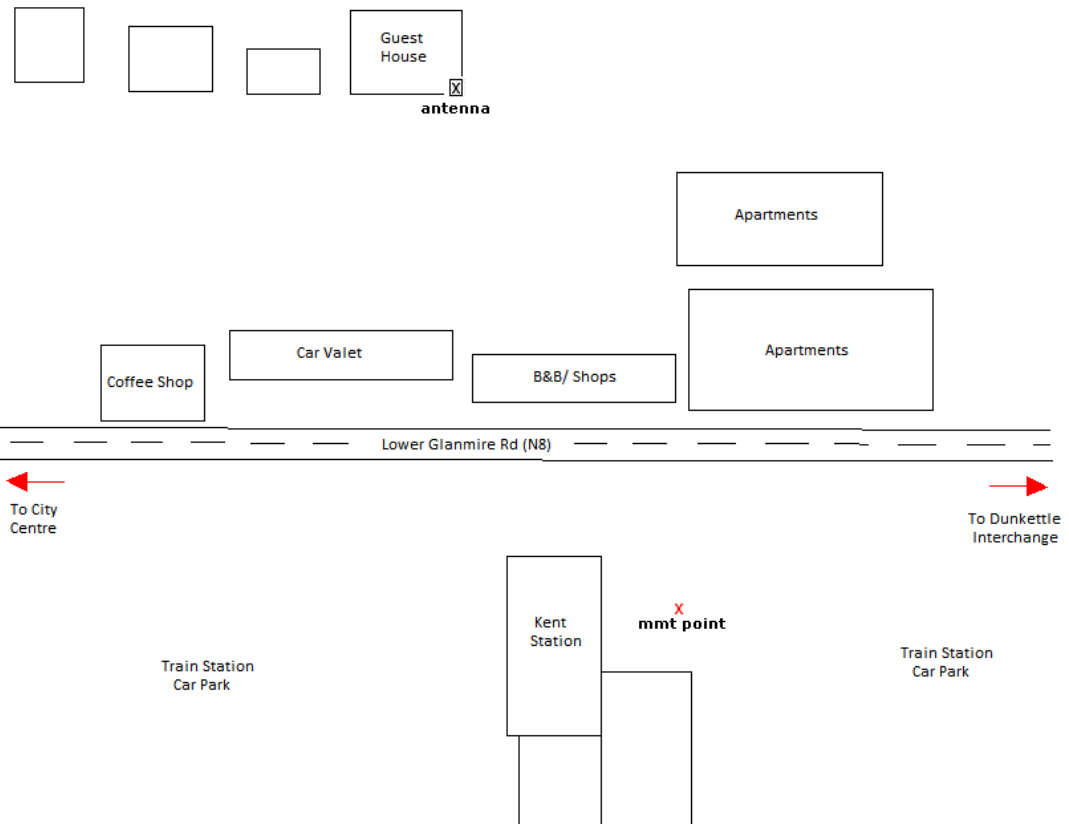 Guest
House
X
antenna
Apartments
Apartments
Car Valet
B&B/ Shops
Coffee Shop
Lower Glanmire Rd (N8)
To City
Centre
To Dunkettle
Interchange
X
mmt point
Kent
Station
Train Station
Car Park
Train Station
Car Park